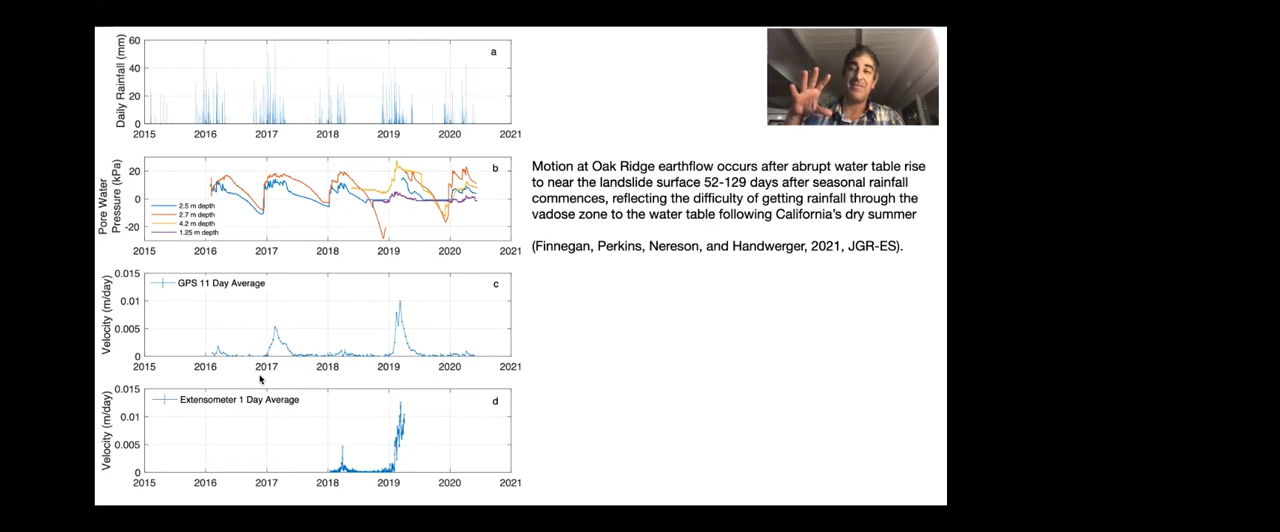 a
Daily Rainfall (mm)
60
40
20
0
2015 2016 2017 2018 2019 2020 2021
b
Pore Water
Pressure (kPa)
20
0
-20
2.5 m depth
2.7 m depth
4.2 m depth
1.25 m depth
2015 2016 2017 2018 2019 2020 2021
c
Velocity (m/day)
0.015
0.01
0.005
0
GPS 11 Day Average
2015 2016 2017 2018 2019 2020 2021
d
Velocity (m/day)
0.015
0.01
0.005
0
Extensometer 1 Day Average
2015 2016 2017 2018 2019 2020 2021
Motion at Oak Ridge earthflow occurs after abrupt water table rise
to near the landslide surface 52-129 days after seasonal rainfall
commences, reflecting the difficulty of getting rainfall through the
vadose zone to the water table following California's dry summer
(Finnegan, Perkins, Nereson, and Handwerger, 2021, JGR-ES).